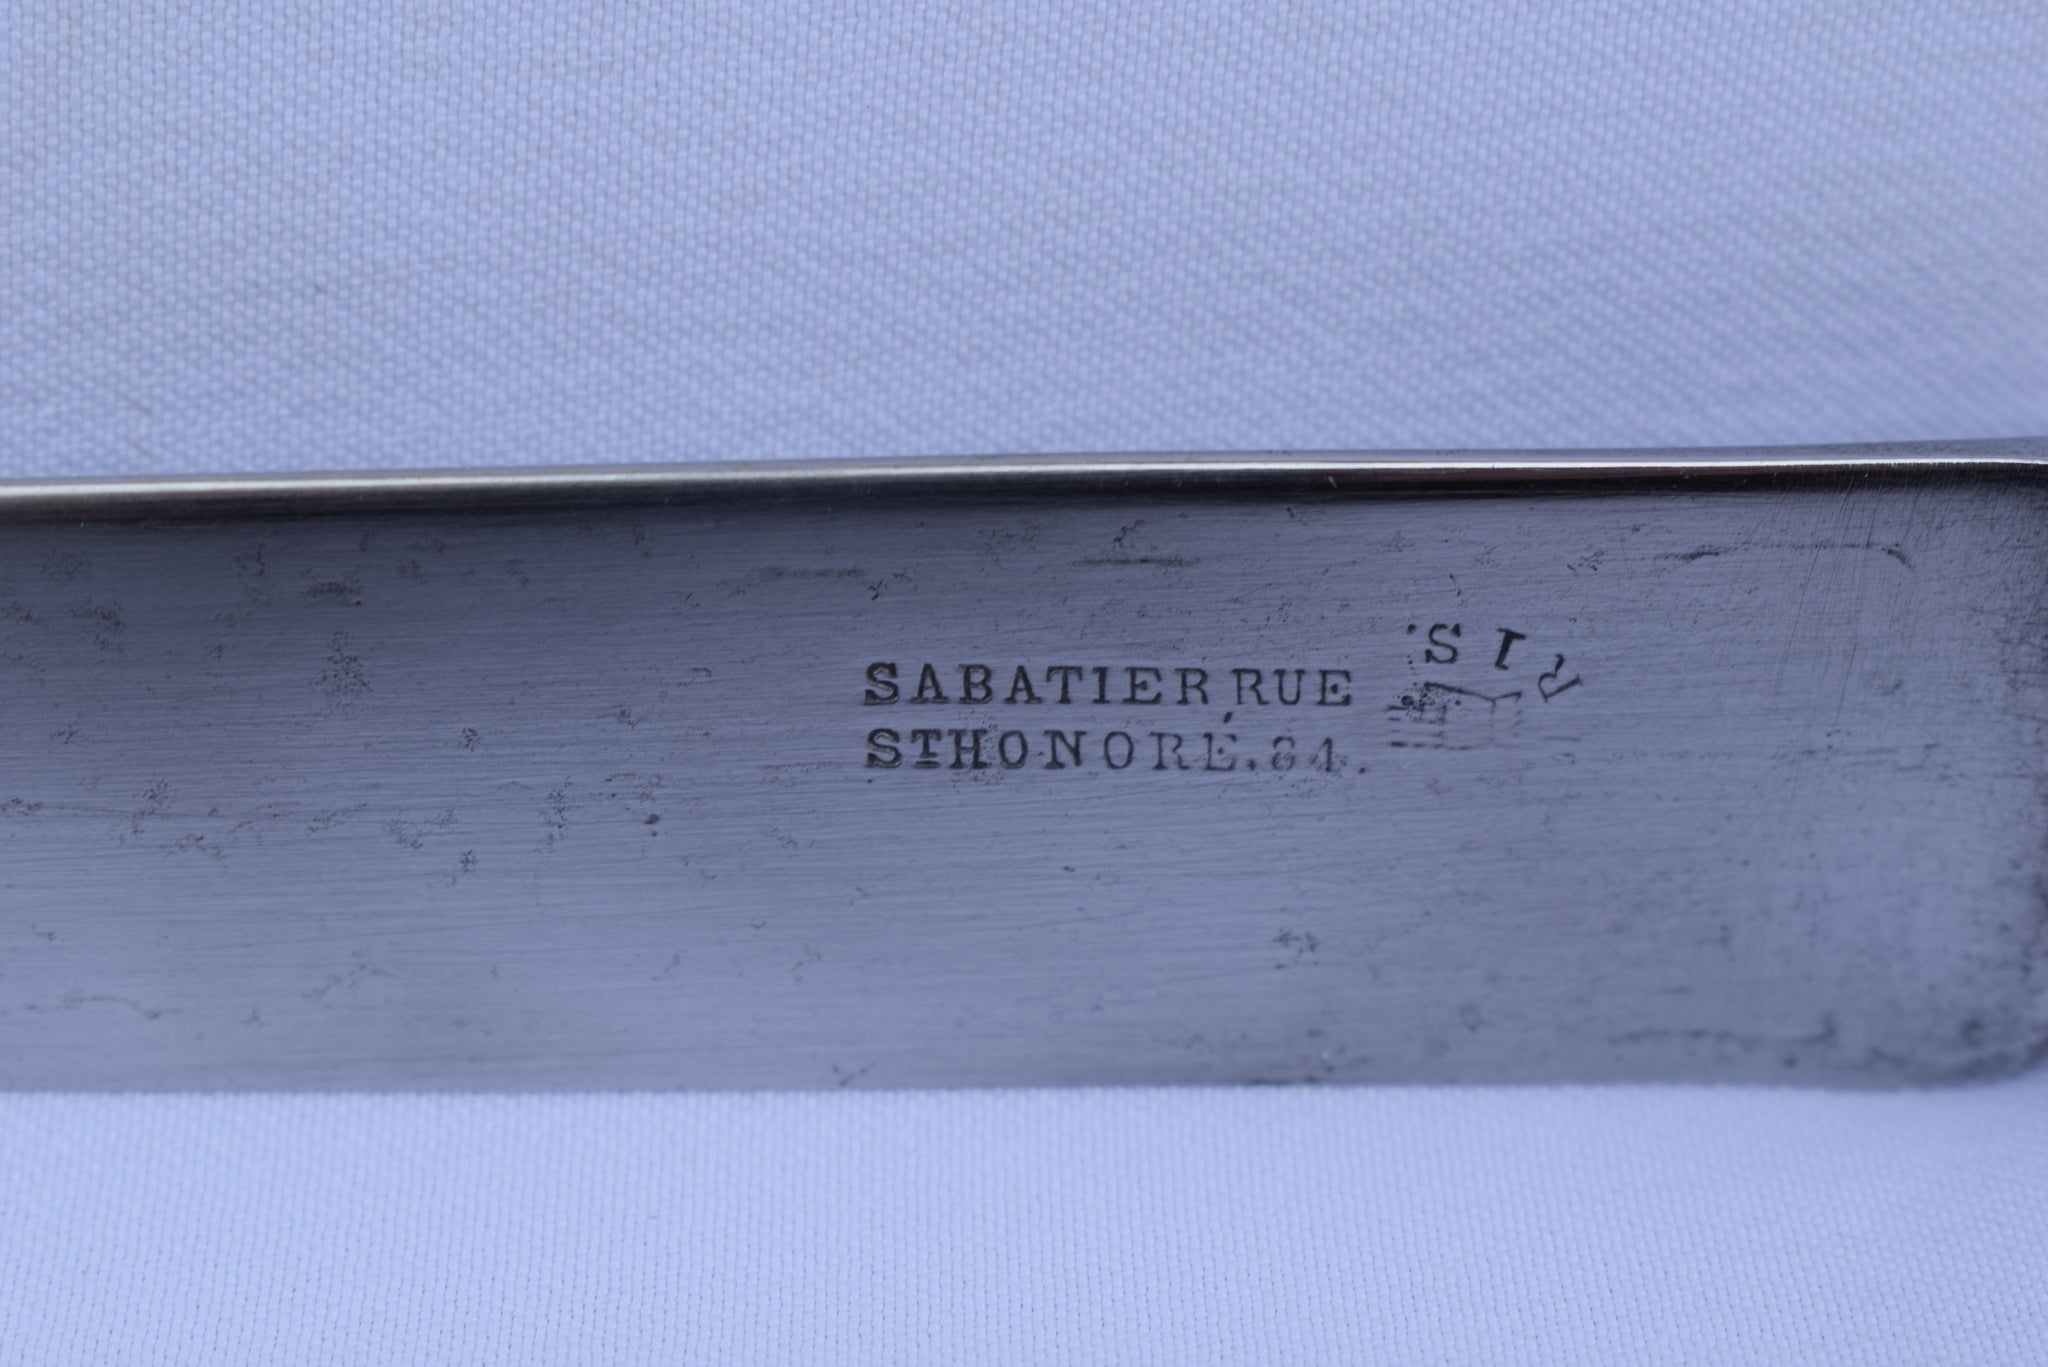 SABATIER RUE
STHONORÉ.84.